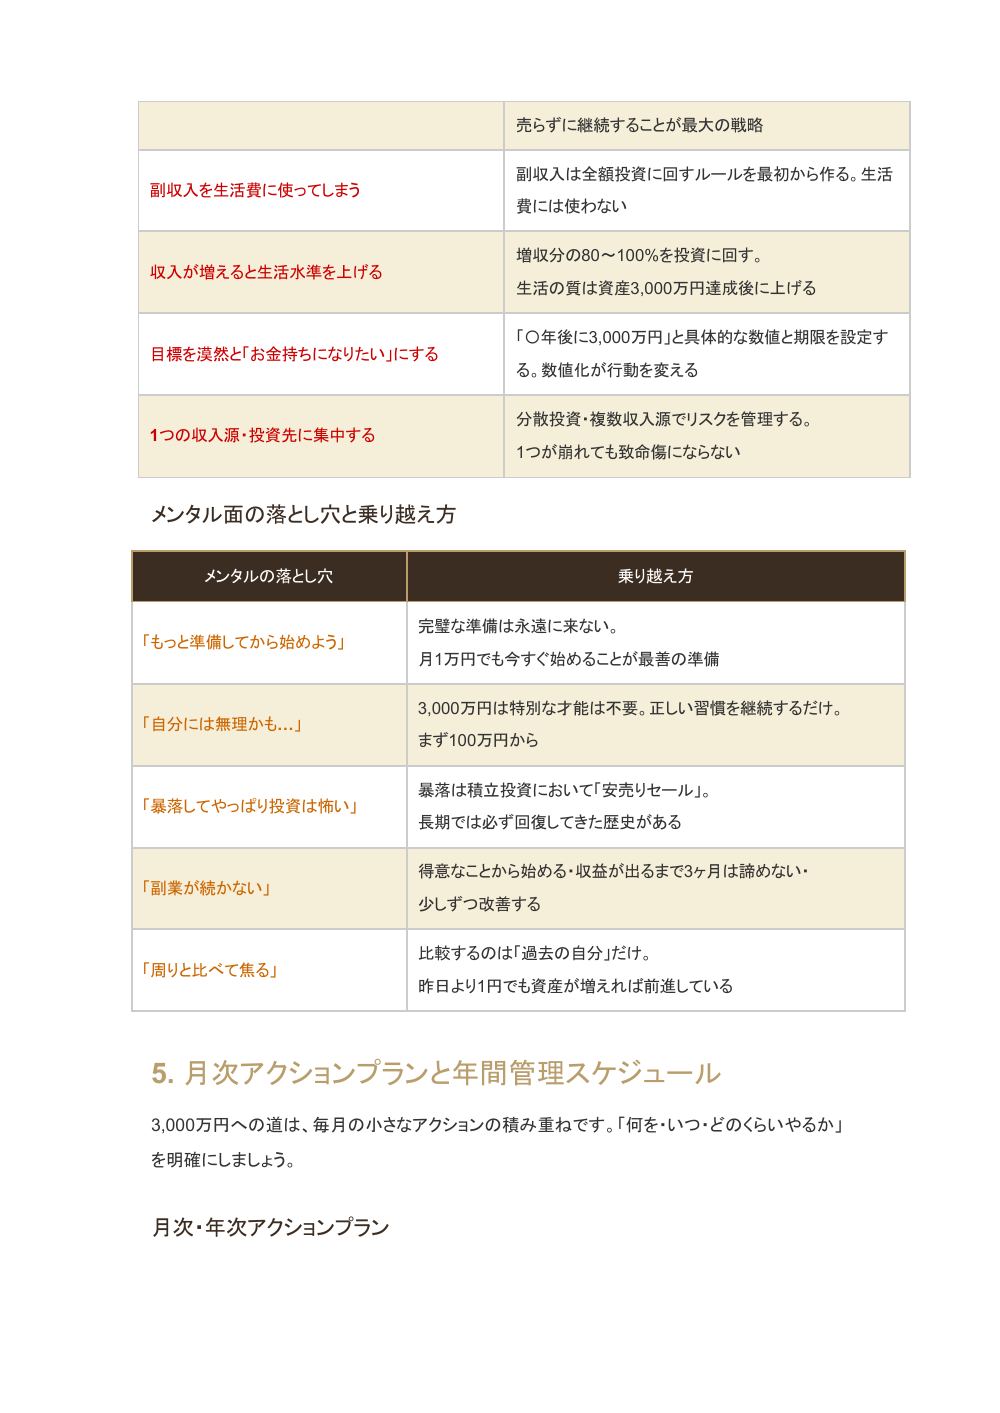 売らずに継続することが最大の戦略
副収入を生活費に使ってしまう
副収入は全額投資に回すルールを最初から作る。生活
費には使わない
収入が増えると生活水準を上げる
増収分の80〜100%を投資に回す。
生活の質は資産3,000万円達成後に上げる
目標を漠然と「お金持ちになりたい」にする
「〇年後に3,000万円」と具体的な数値と期限を設定す
る。数値化が行動を変える
1つの収入源・投資先に集中する
分散投資・複数収入源でリスクを管理する。
1つが崩れても致命傷にならない
メンタル面の落とし穴と乗り越え方
メンタルの落とし穴
乗り越え方
「もっと準備してから始めよう」
完璧な準備は永遠に来ない。
月1万円でも今すぐ始めることが最善の準備
「自分には無理かも…」
3,000万円は特別な才能は不要。正しい習慣を継続するだけ。
まず100万円から
「暴落してやっぱり投資は怖い」
暴落は積立投資において「安売りセール」。
長期では必ず回復してきた歴史がある
「副業が続かない」
得意なことから始める・収益が出るまで3ヶ月は諦めない・
少しずつ改善する
「周りと比べて焦る」
比較するのは「過去の自分」だけ。
昨日より1円でも資産が増えれば前進している
5. 月次アクションプランと年間管理スケジュール
3,000万円への道は、毎月の小さなアクションの積み重ねです。「何を・いつ・どのくらいやるか」
を明確にしましょう。
月次・年次アクションプラン